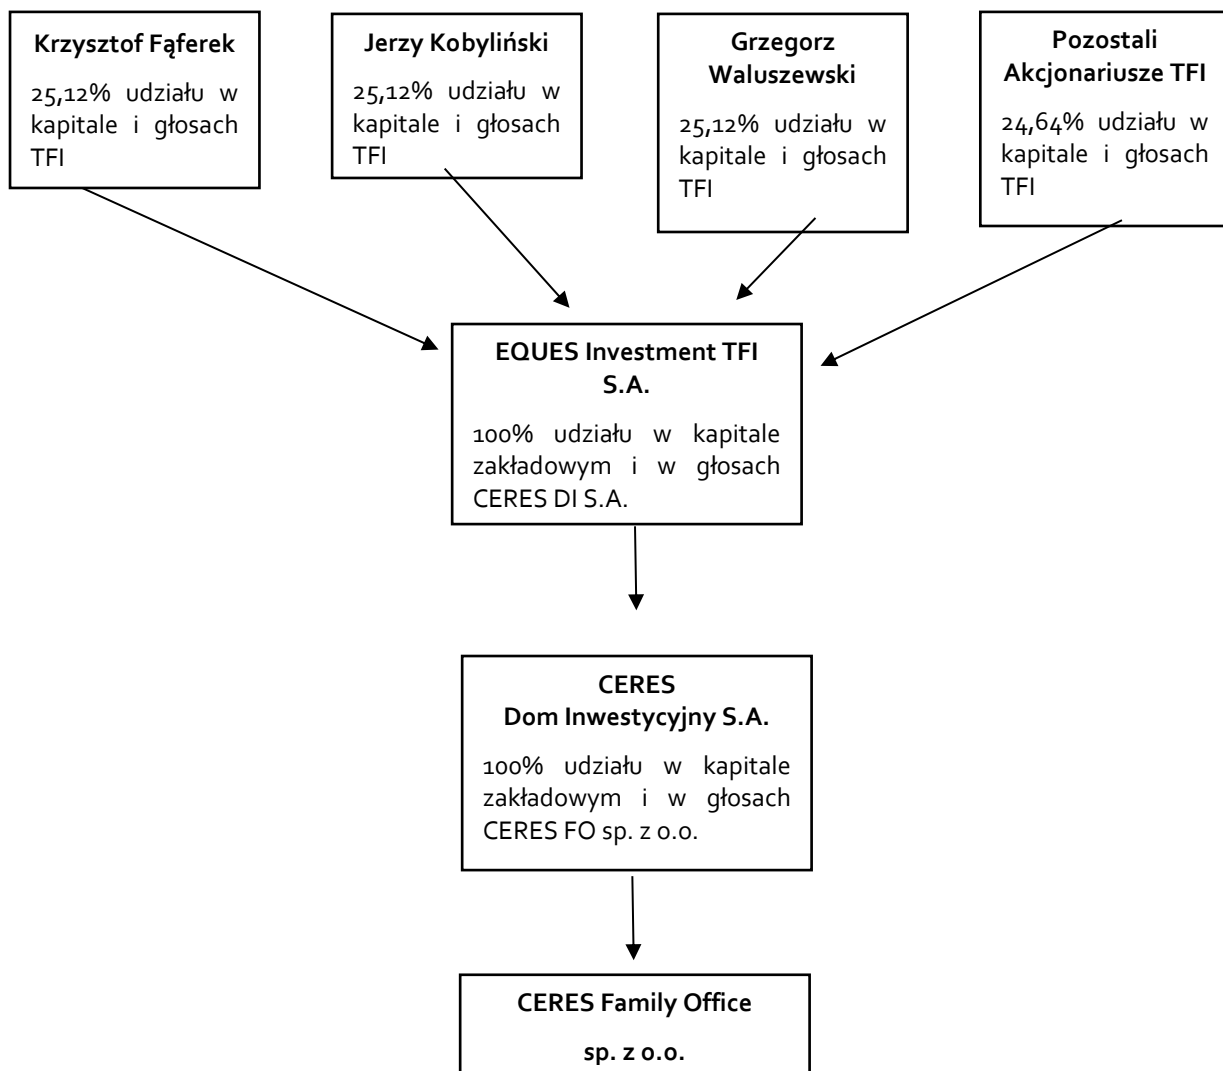 Krzysztof Fąferek
25,12% udziału w
kapitale i głosach
TFI
Jerzy Kobyliński
25,12% udziału w
kapitale i głosach
TFI
Grzegorz
Waluszewski
25,12% udziału w
kapitale i głosach
TFI
Pozostali
Akcjonariusze TFI
24,64% udziału w
kapitale i głosach
TFI
EQUES Investment TFI
S.A.
100% udziału w kapitale
zakładowym i w głosach
CERES DI S.A.
CERES
Dom Inwestycyjny S.A.
100% udziału w kapitale
zakładowym i w głosach
CERES FO sp. z o.o.
CERES Family Office
sp. z o.o.